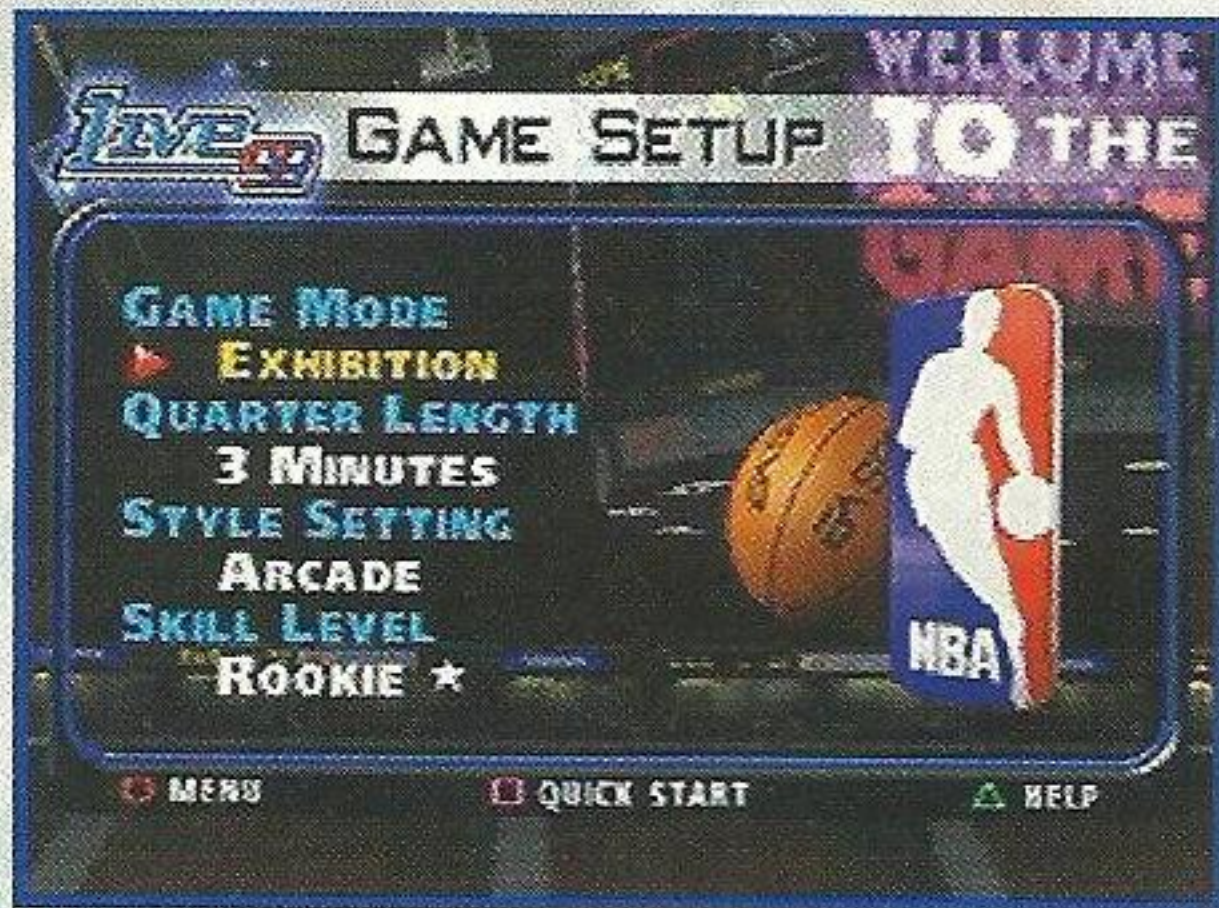 LIVE 99 GAME SETUP
WELCOME
TO THE
GAME
GAME MODE
EXHIBITION
QUARTER LENGTH
3 MINUTES
STYLE SETTING
ARCADE
SKILL LEVEL
ROOKIE ★
NBA
MENU QUICK START HELP